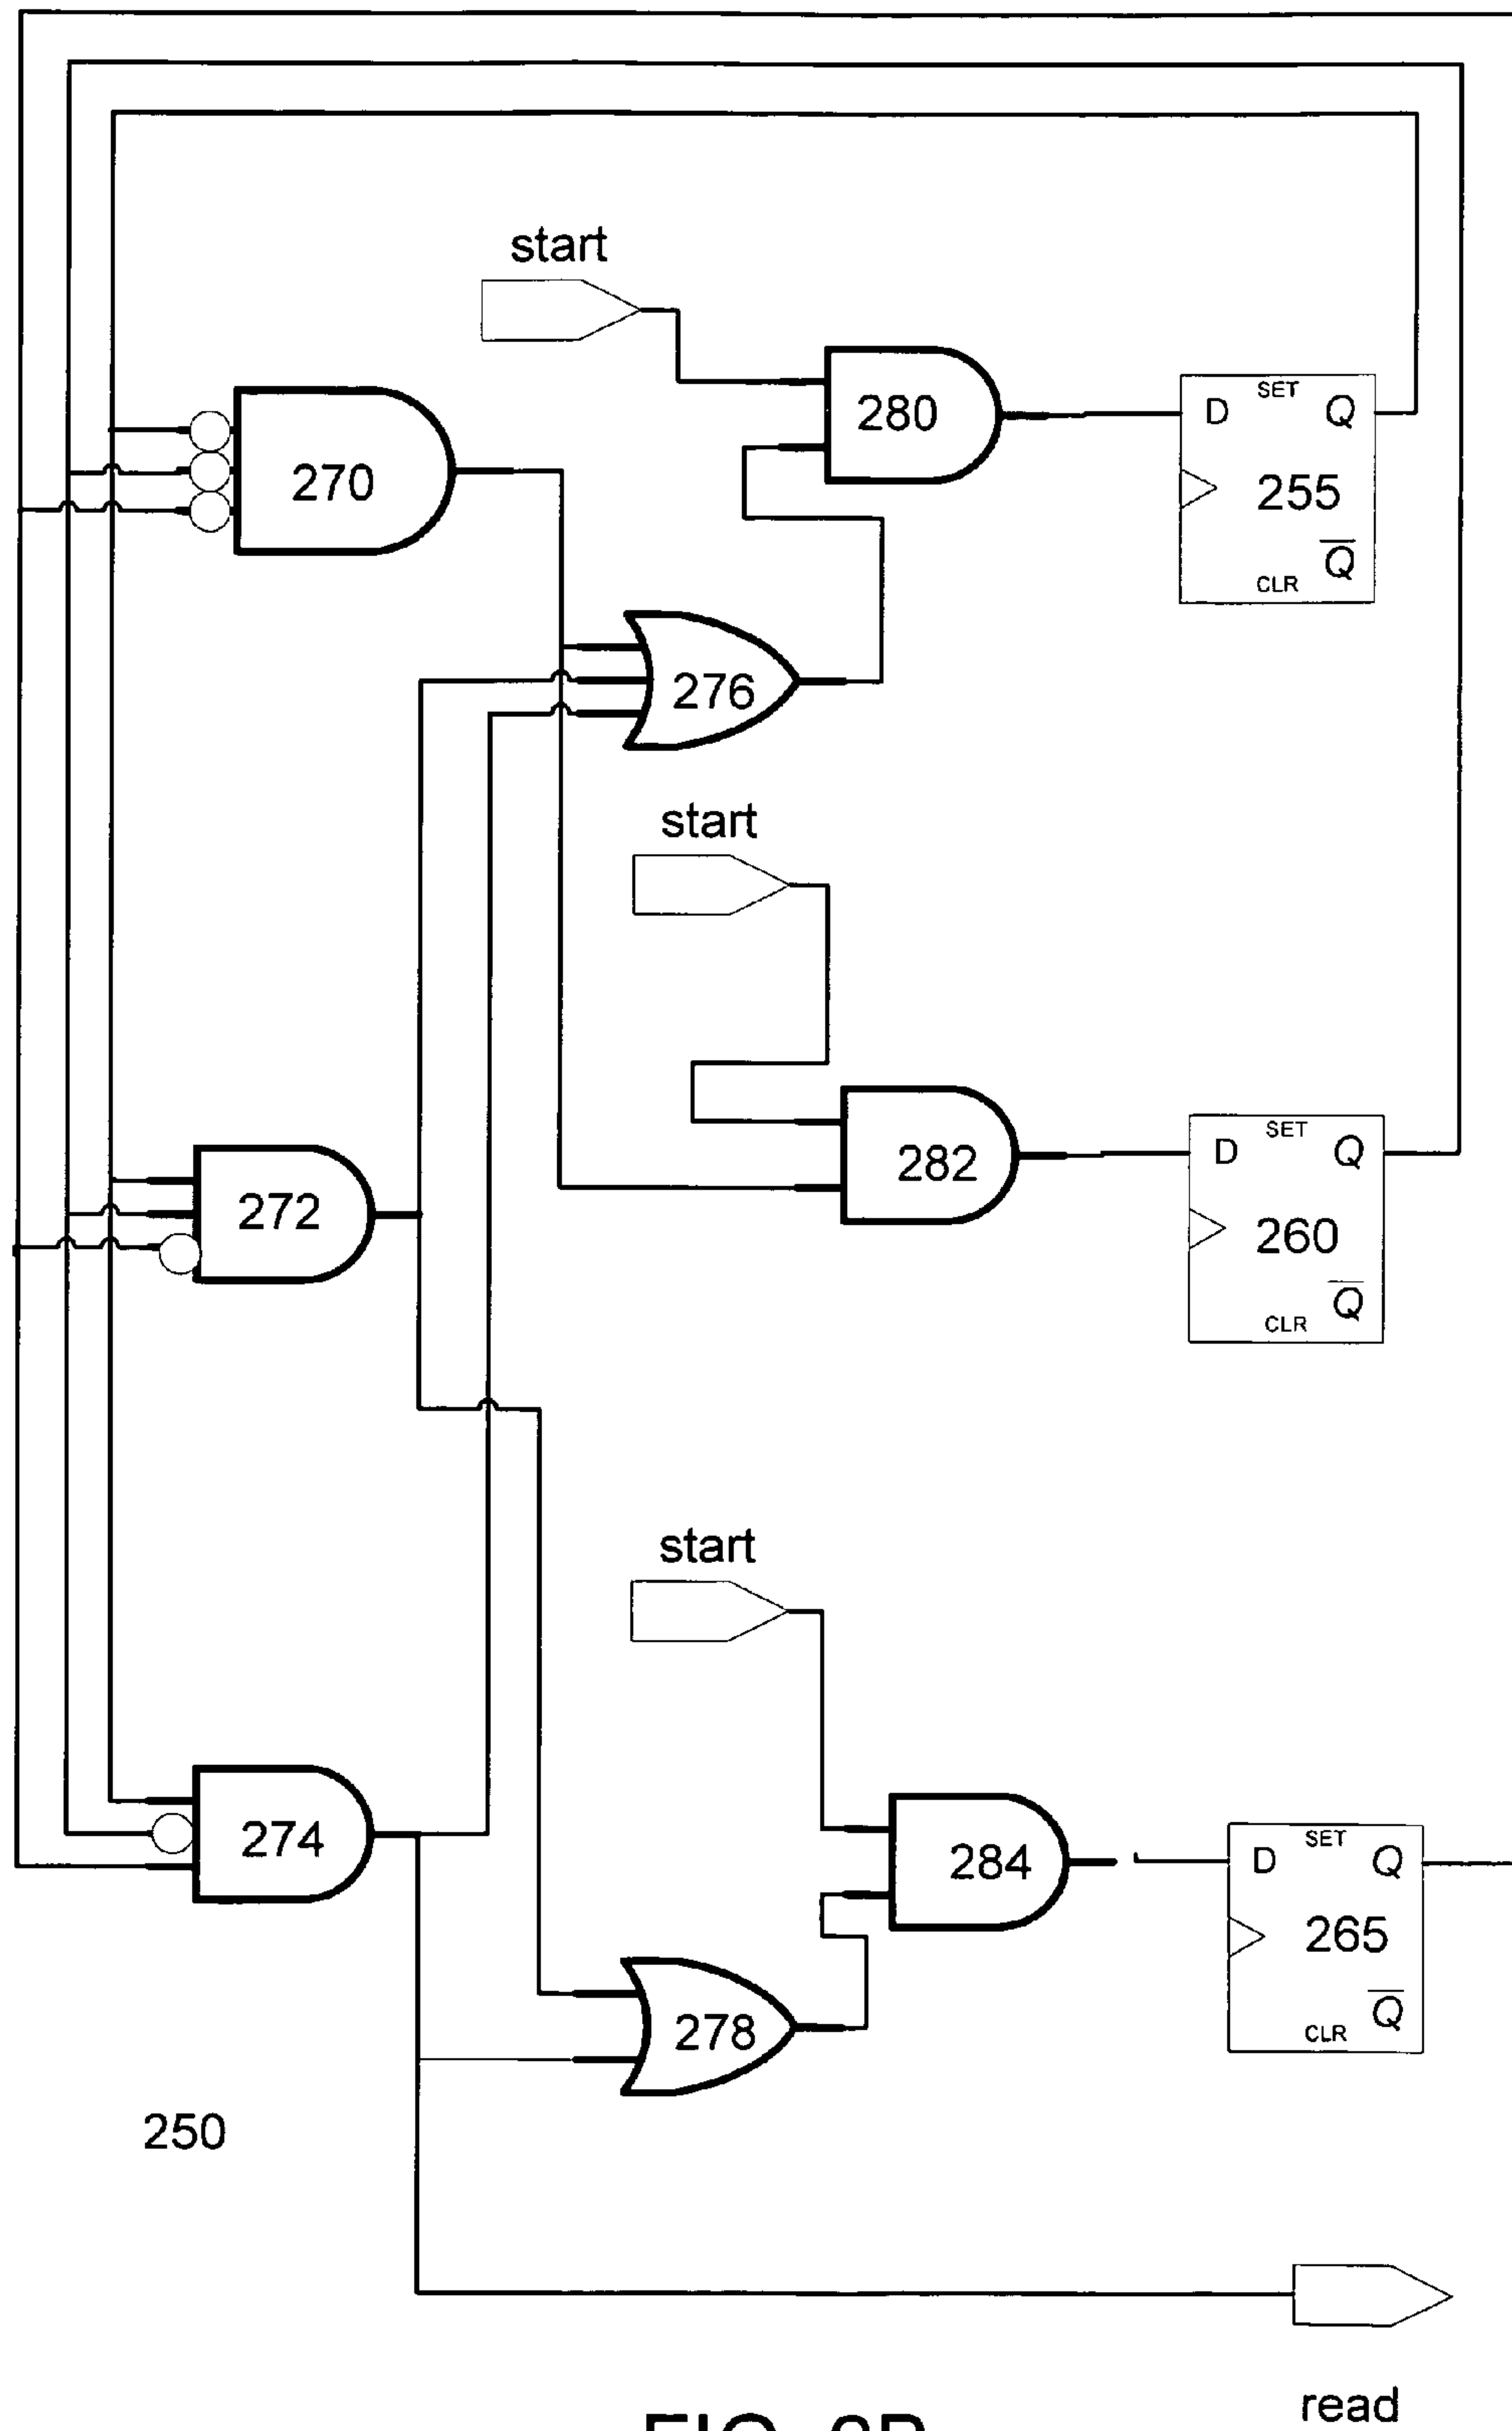 start
280
SET
D Q
255
Q
CLR
270
276
start
SET
D Q
282
260
Q
CLR
272
start
SET
D Q
284
265
Q
CLR
274
278
250
read